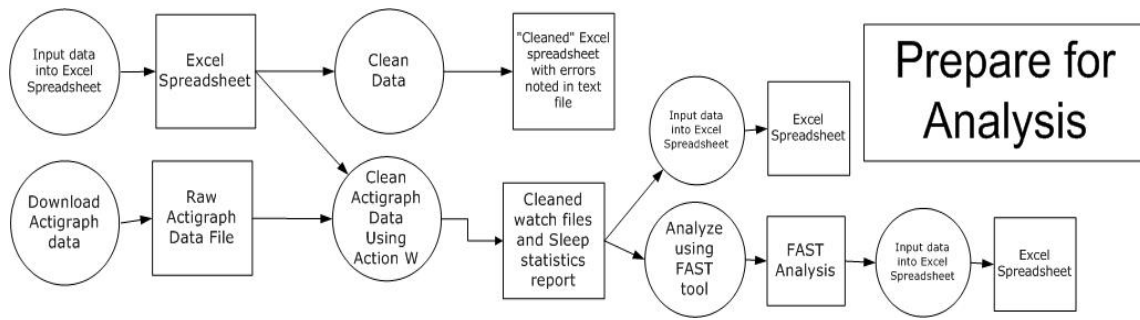 Input data
into Excel
Spreadsheet
Excel
Spreadsheet
Clean
Data
"Cleaned" Excel
spreadsheet
with errors
noted in text
file
Prepare for
Analysis
Input data
into Excel
Spreadsheet
Excel
Spreadsheet
Download
Actigraph
data
Raw
Actigraph
Data File
Clean
Actigraph
Data
Using
Action W
Cleaned
watch files
and Sleep
statistics
report
Analyze
using
FAST
tool
FAST
Analysis
Input data
into Excel
Spreadsheet
Excel
Spreadsheet